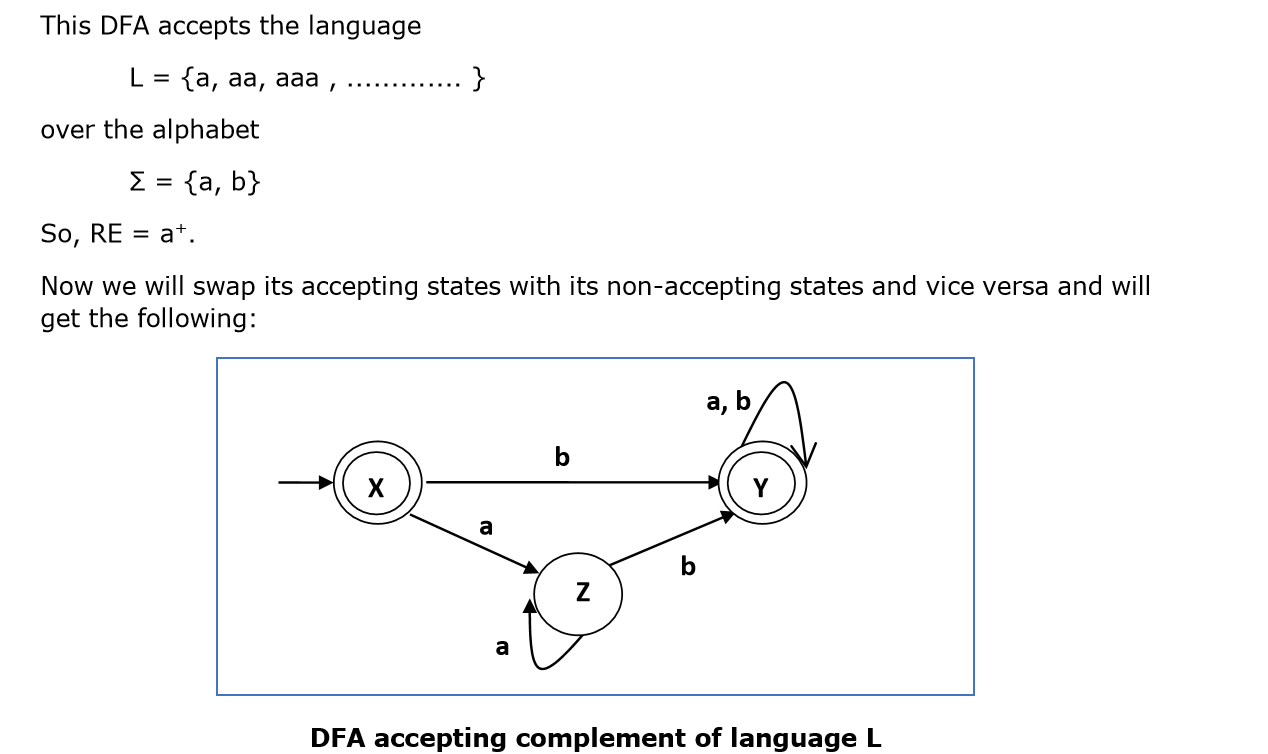 This DFA accepts the language
L = {a, aa, aaa , ............. }
over the alphabet
Σ = {a, b}
So, RE = a⁺.
Now we will swap its accepting states with its non-accepting states and vice versa and will
get the following:
a, b
b
X
Y
a
b
Z
a
DFA accepting complement of language L